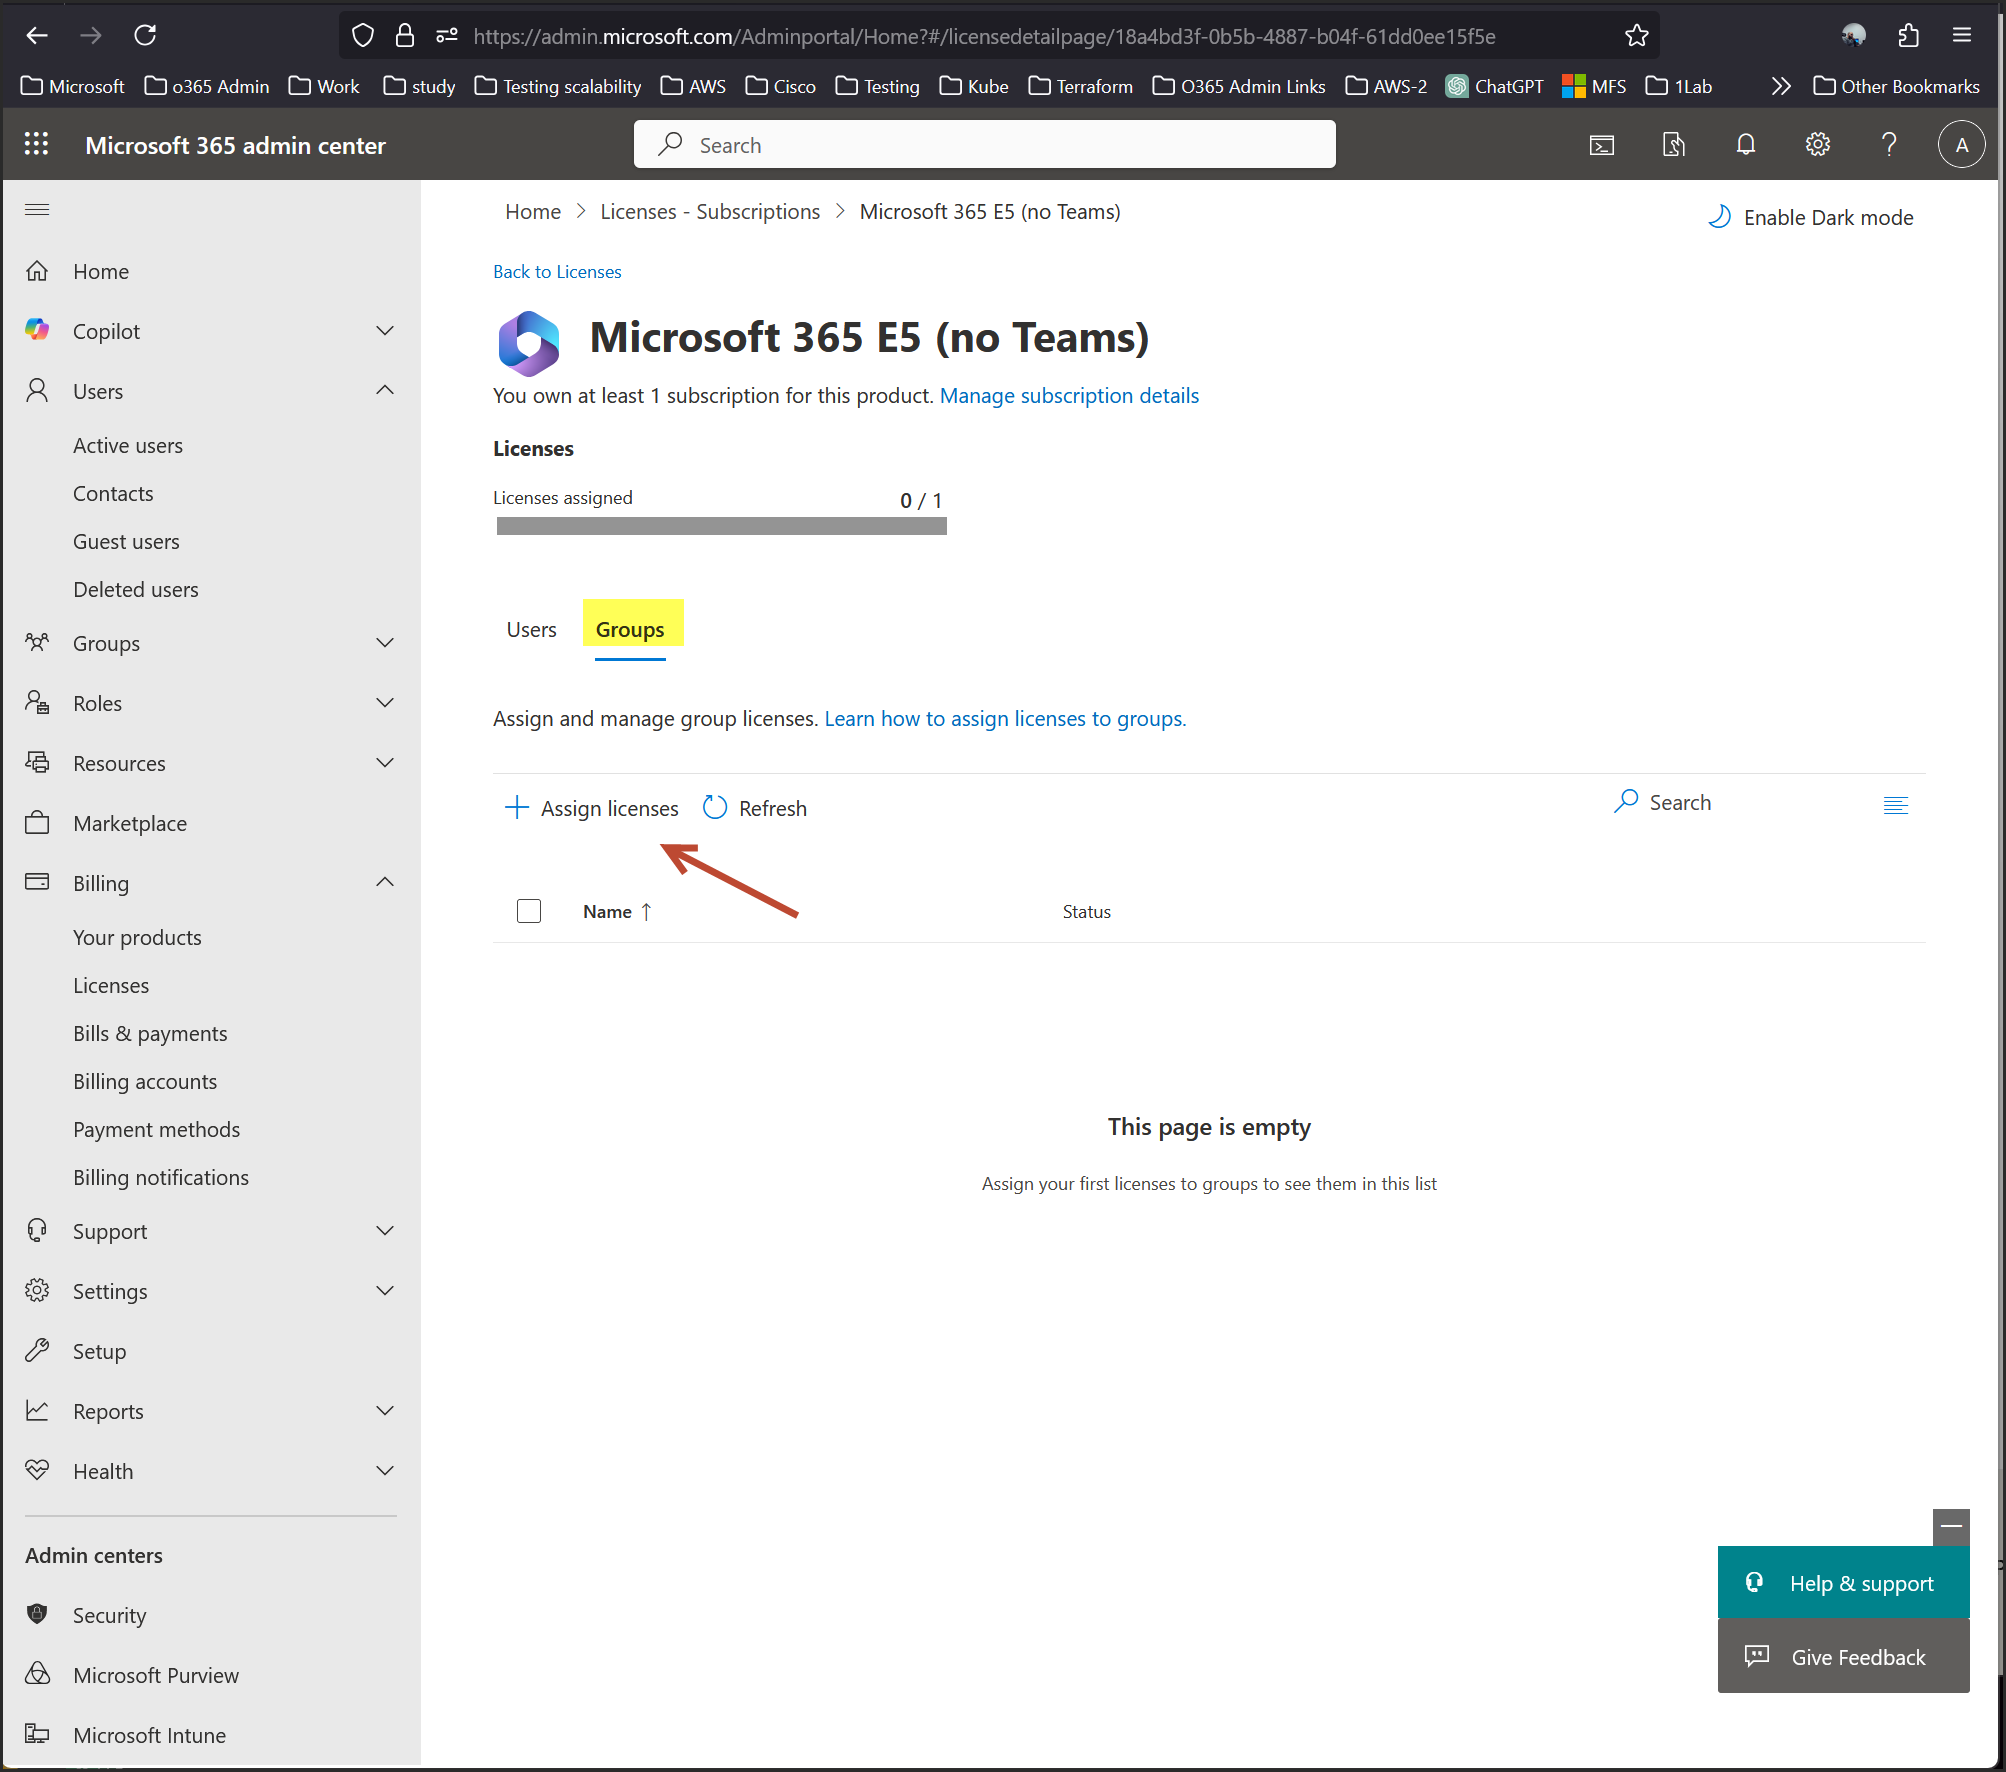 https://admin.microsoft.com/Adminportal/Home?#/licensedetailpage/18a4bd3f-0b5b-4887-b04f-61dd0ee15f5e
Microsoft o365 Admin Work study Testing scalability AWS Cisco Testing Kube Terraform O365 Admin Links AWS-2 ChatGPT MFS 1Lab Other Bookmarks
Microsoft 365 admin center
Search
A
Home
Copilot
Users
Active users
Contacts
Guest users
Deleted users
Groups
Roles
Resources
Marketplace
Billing
Your products
Licenses
Bills & payments
Billing accounts
Payment methods
Billing notifications
Support
Settings
Setup
Reports
Health
Admin centers
Security
Microsoft Purview
Microsoft Intune
Home > Licenses - Subscriptions > Microsoft 365 E5 (no Teams)
Enable Dark mode
Back to Licenses
Microsoft 365 E5 (no Teams)
You own at least 1 subscription for this product. Manage subscription details
Licenses
Licenses assigned 0 / 1
Users Groups
Assign and manage group licenses. Learn how to assign licenses to groups.
Assign licenses Refresh Search
Name ↑ Status
This page is empty
Assign your first licenses to groups to see them in this list
Help & support
Give Feedback